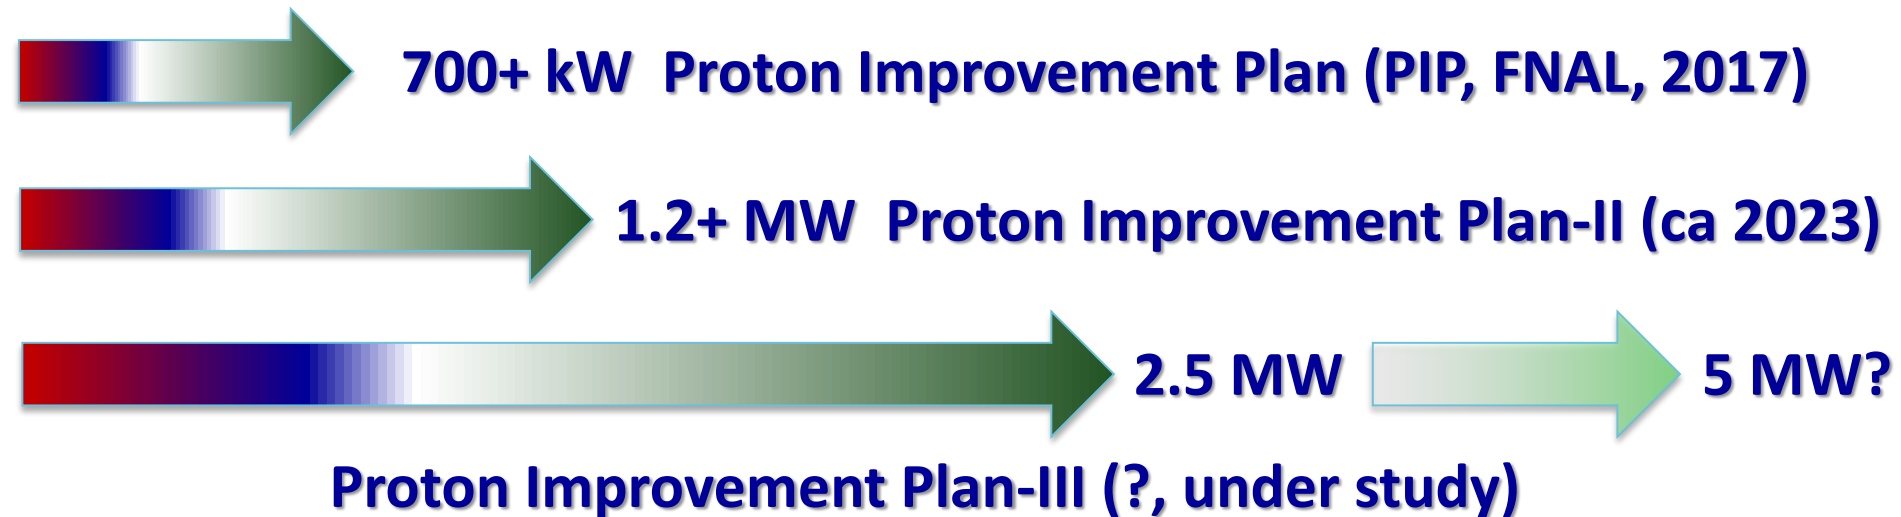 700+ kW Proton Improvement Plan (PIP, FNAL, 2017)
1.2+ MW Proton Improvement Plan-II (ca 2023)
2.5 MW 5 MW?
Proton Improvement Plan-III (?, under study)